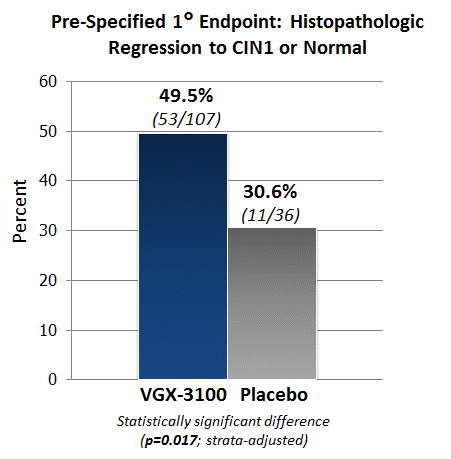 Pre-Specified 1° Endpoint: Histopathologic
Regression to CIN1 or Normal
60
50
40
30
20
10
0
Percent
49.5%
(53/107)
30.6%
(11/36)
VGX-3100
Placebo
Statistically significant difference
(p=0.017; strata-adjusted)